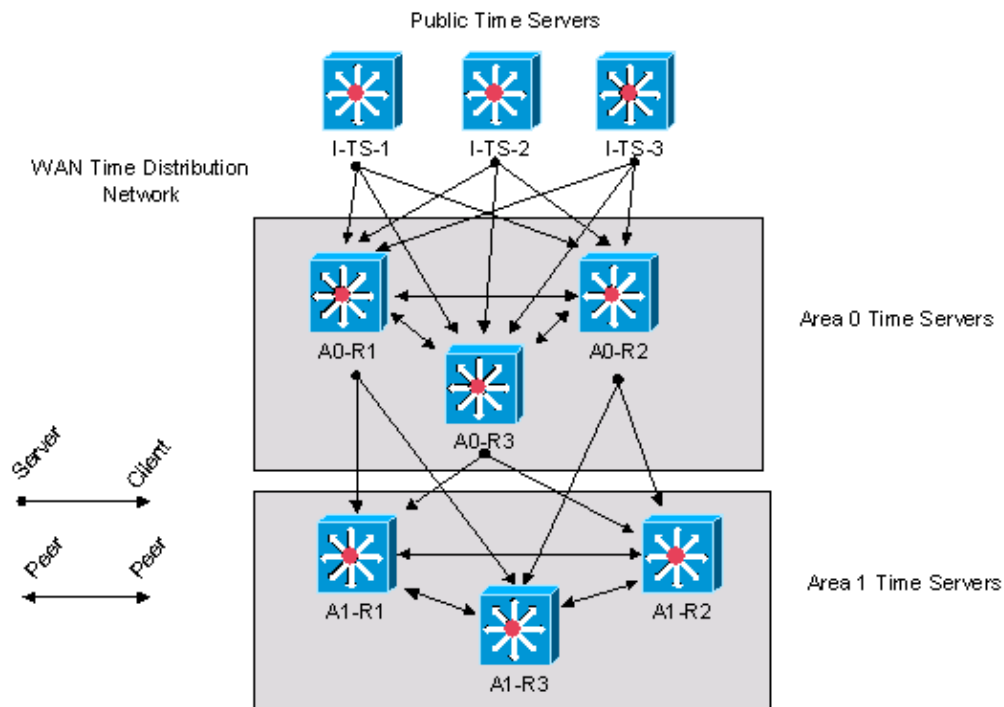 Public Time Servers
I-TS-1
I-TS-2
I-TS-3
WAN Time Distribution
Network
A0-R1
A0-R2
Area 0 Time Servers
A0-R3
Server
Client
Peer
Peer
A1-R1
A1-R2
Area 1 Time Servers
A1-R3